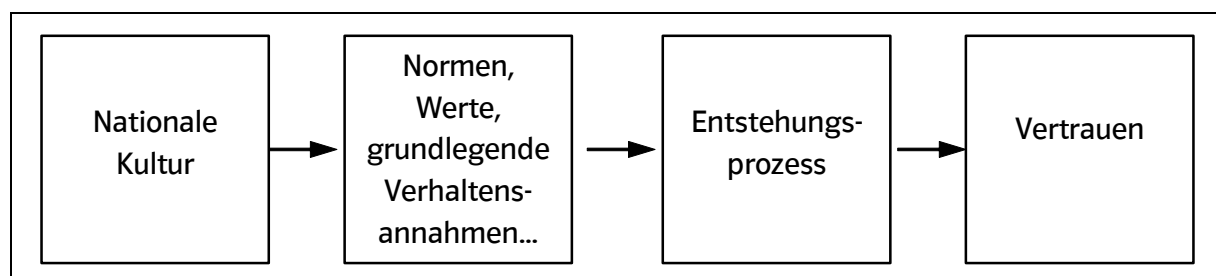 Nationale
Kultur
Normen,
Werte,
grundlegende
Verhaltens-
annahmen...
Entstehungs-
prozess
Vertrauen